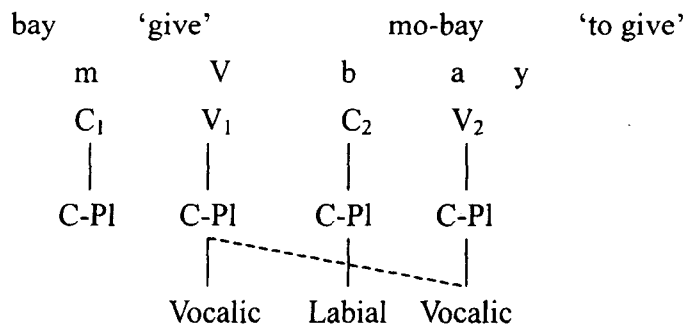 bay 'give' mo-bay 'to give'
m V b a y
C₁ V₁ C₂ V₂
C-Pl C-Pl C-Pl C-Pl
Vocalic Labial Vocalic